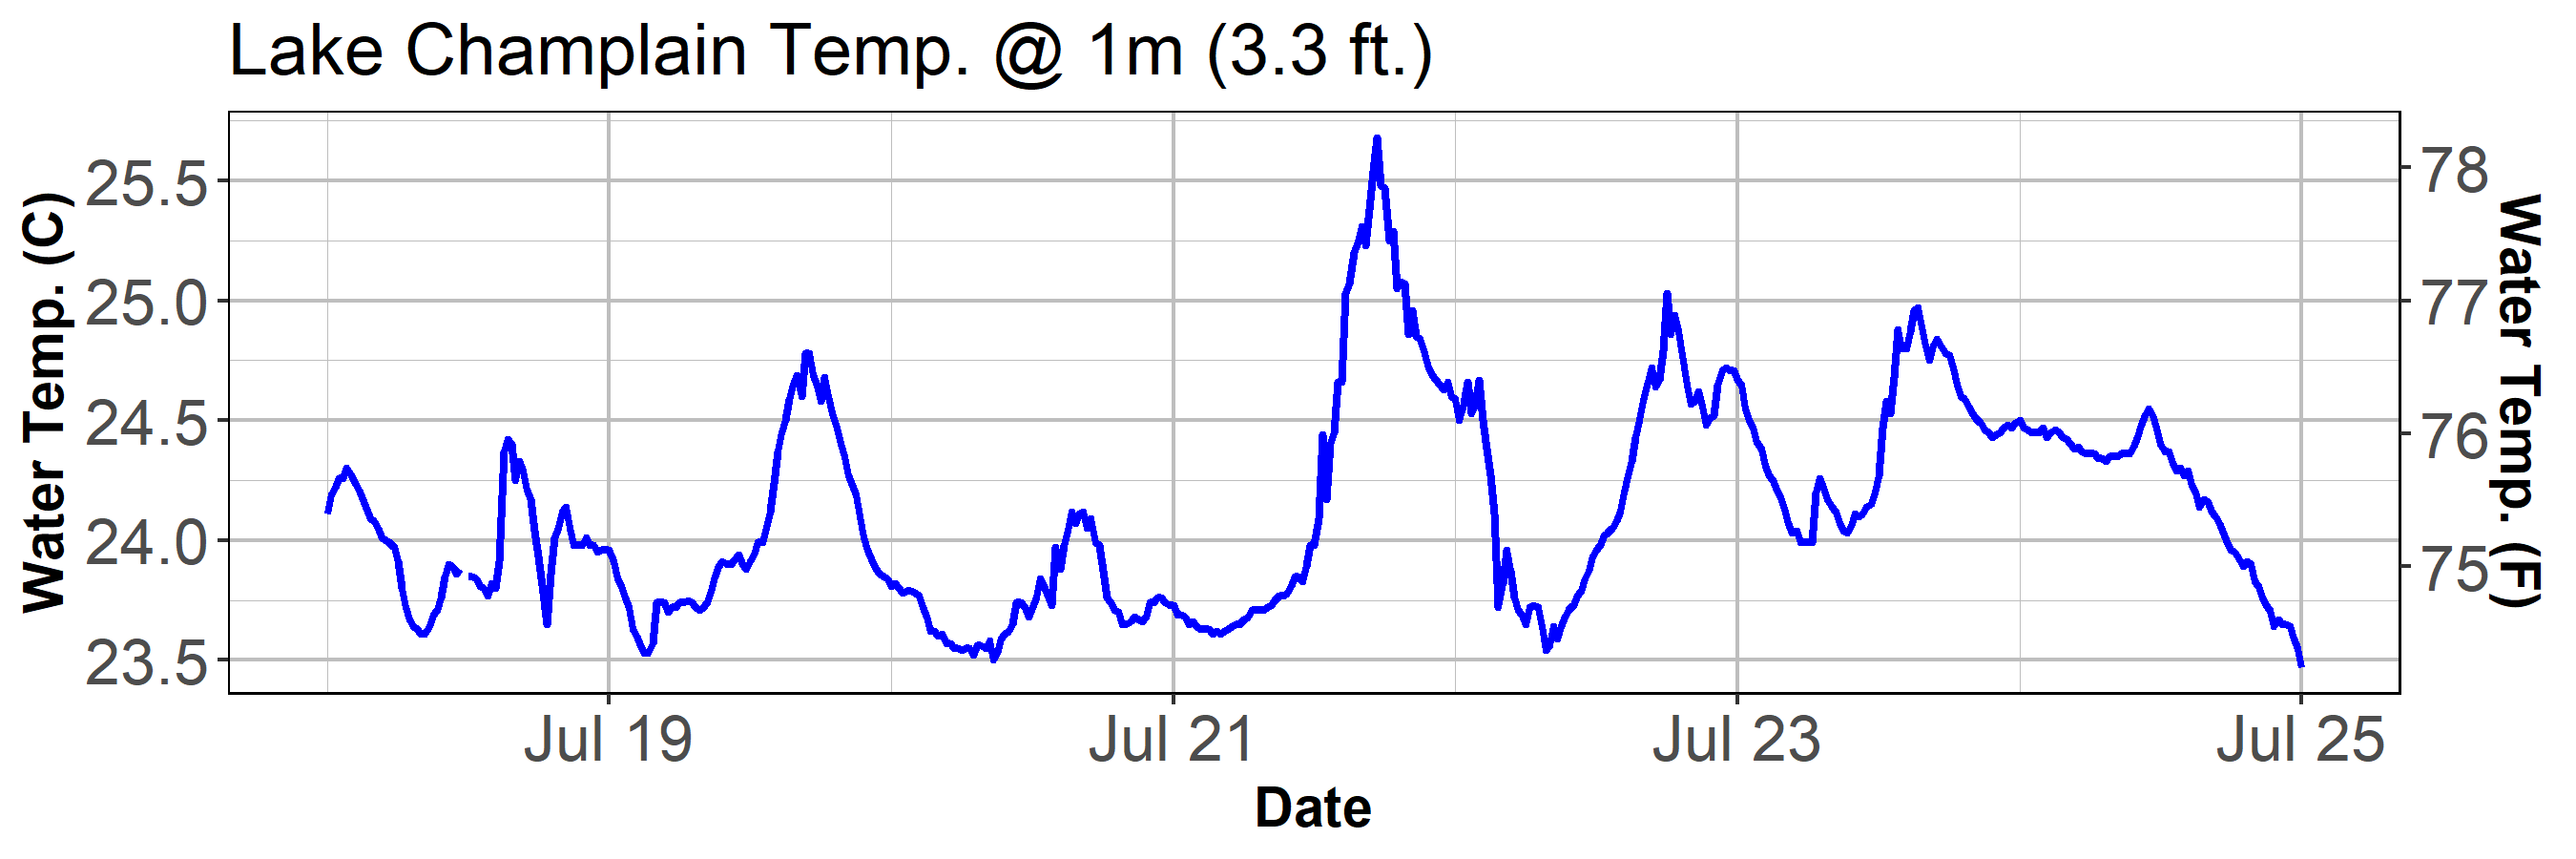 Lake Champlain Temp. @ 1m (3.3 ft.)
Water Temp. (C)
25.5
25.0
24.5
24.0
23.5
78
77
76
75
Water Temp. (F)
Jul 19 Jul 21 Jul 23 Jul 25
Date